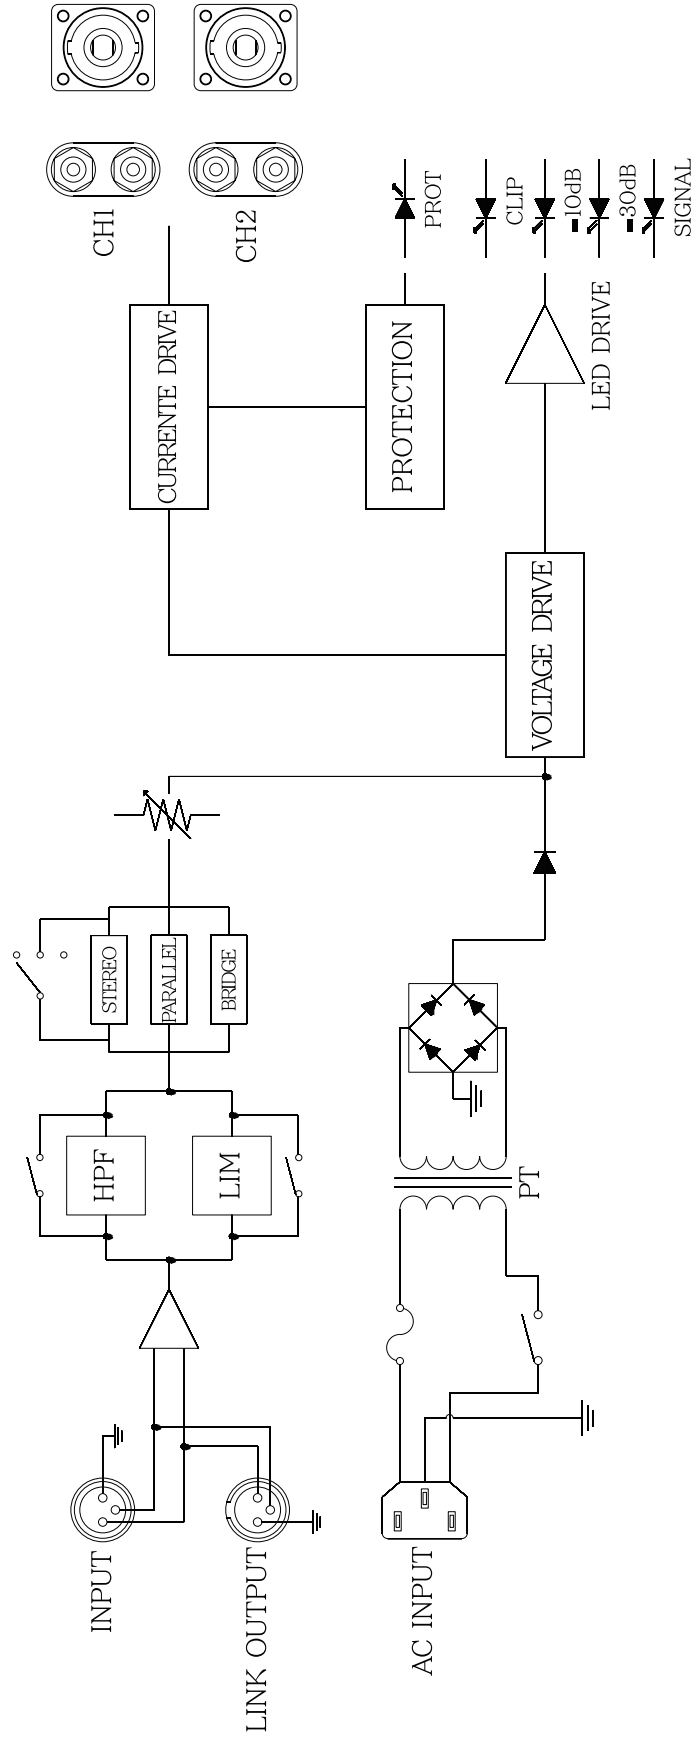 INPUT
LINK OUTPUT
AC INPUT
HPF
LIM
PT
STEREO
PARALLEL
BRIDGE
VOLTAGE DRIVE
CURRENTE DRIVE
PROTECTION
LED DRIVE
CH1
CH2
PROT
CLIP
-10dB
-30dB
SIGNAL